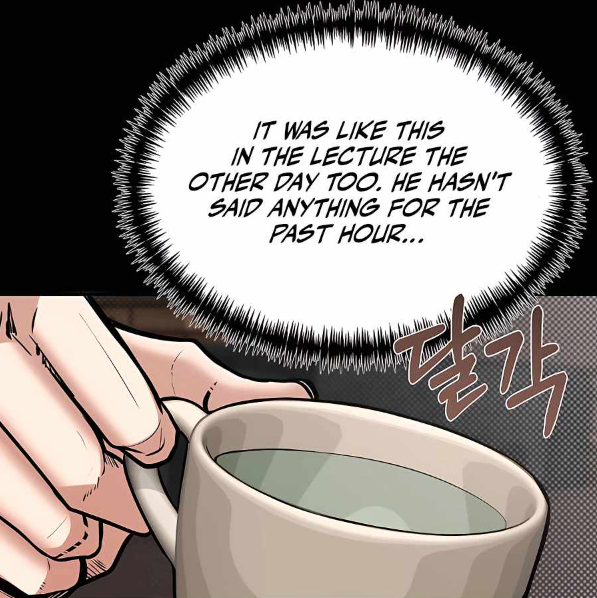 IT WAS LIKE THIS
IN THE LECTURE THE
OTHER DAY TOO. HE HASN'T
SAID ANYTHING FOR THE
PAST HOUR...
달각